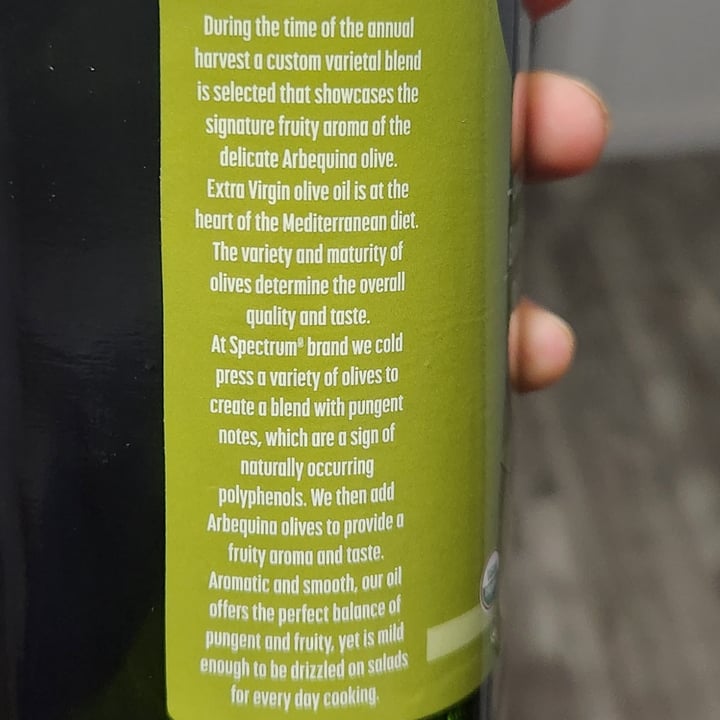 During the time of the annual
harvest a custom varietal blend
is selected that showcases the
signature fruity aroma of the
delicate Arbequina olive.
Extra Virgin olive oil is at the
heart of the Mediterranean diet.
The variety and maturity of
olives determine the overall
quality and taste.
At Spectrum® brand we cold
press a variety of olives to
create a blend with pungent
notes, which are a sign of
naturally occurring
polyphenols. We then add
Arbequina olives to provide a
fruity aroma and taste.
Aromatic and smooth, our oil
offers the perfect balance of
pungent and fruity, yet is mild
enough to be drizzled on salads
for every day cooking.